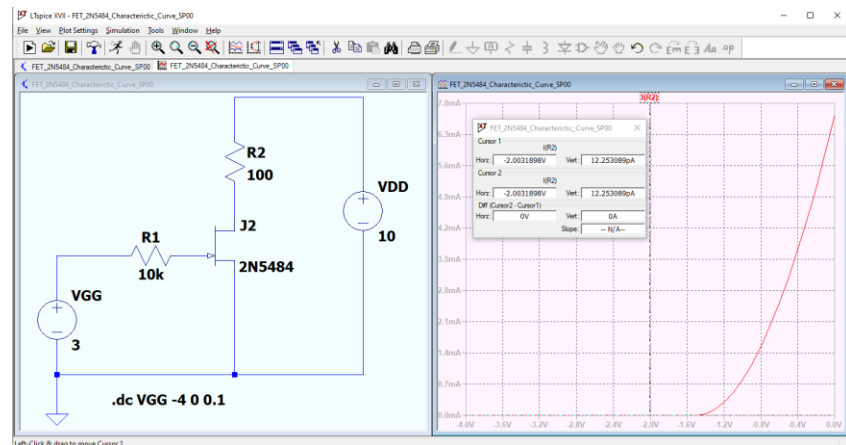 LTspice XVII - FET_2N5484_Characterictic_Curve_SP00
File View Plot Settings Simulation Tools Window Help
FET_2N5484_Characterictic_Curve_SP00 FET_2N5484_Characterictic_Curve_SP00
FET_2N5484_Characterictic_Curve_SP00
R2
100
VDD
10
J2
2N5484
R1
10k
VGG
3
.dc VGG -4 0 0.1
FET_2N5484_Characterictic_Curve_SP00
I(R2)
7.0mA
6.3mA
5.6mA
4.9mA
4.2mA
3.5mA
2.8mA
2.1mA
1.4mA
0.7mA
0.0mA
-4.0V -3.6V -3.2V -2.8V -2.4V -2.0V -1.6V -1.2V -0.8V -0.4V 0.0V
FET_2N5484_Characterictic_Curve_SP00
Cursor 1
I(R2)
Horz: -2.0031898V Vert: 12.253089pA
Cursor 2
I(R2)
Horz: -2.0031898V Vert: 12.253089pA
Diff (Cursor2 - Cursor1)
Horz: 0V Vert: 0A
Slope: -- N/A--
Left-Click & drag to move Cursor 1